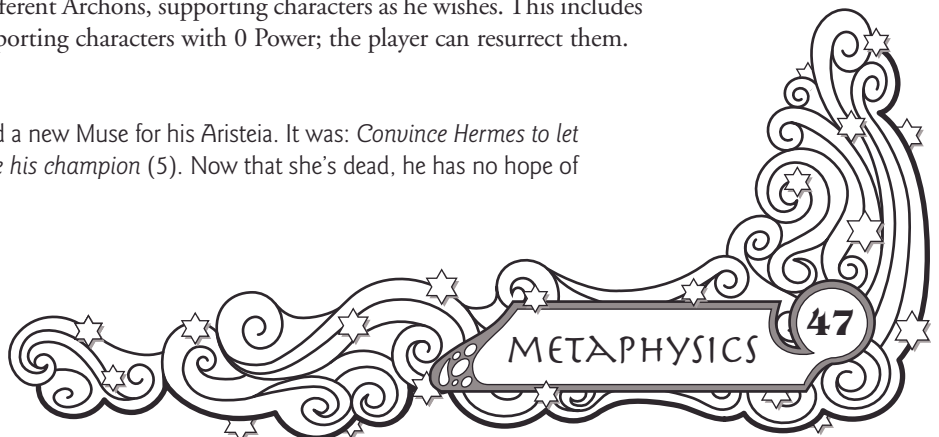 ferent Archons, supporting characters as he wishes. This includes
porting characters with 0 Power; the player can resurrect them.
d a new Muse for his Aristeia. It was: Convince Hermes to let
e his champion (5). Now that she's dead, he has no hope of
METAPHYSICS
47